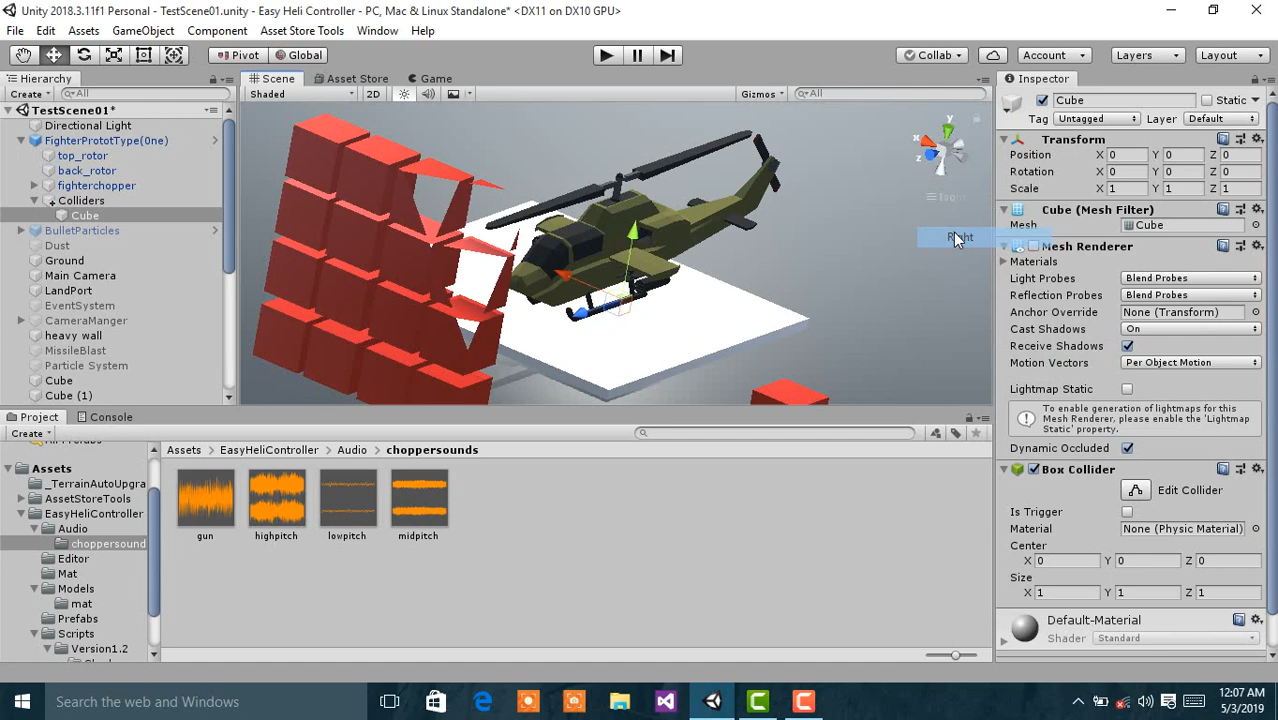 Unity 2018.3.11f1 Personal - TestScene01.unity - Easy Heli Controller - PC, Mac & Linux Standalone* <DX11 on DX10 GPU>
File Edit Assets GameObject Component Asset Store Tools Window Help
Pivot Global Collab Account Layers Layout
Hierarchy
Create All
TestScene01*
Directional Light
FighterPrototType(0ne)
top_rotor
back_rotor
fighterchopper
Colliders
Cube
BulletParticles
Dust
Ground
Main Camera
LandPort
EventSystem
CameraManger
heavy wall
MissileBlast
Particle System
Cube
Cube (1)
Scene Asset Store Game
Shaded 2D Gizmos All
x y z
Right
Inspector
Cube Static
Tag Untagged Layer Default
Transform
Position X 0 Y 0 Z 0
Rotation X 0 Y 0 Z 0
Scale X 1 Y 1 Z 1
Cube (Mesh Filter)
Mesh Cube
Mesh Renderer
Materials
Light Probes Blend Probes
Reflection Probes Blend Probes
Anchor Override None (Transform)
Cast Shadows On
Receive Shadows
Motion Vectors Per Object Motion
Lightmap Static
To enable generation of lightmaps for this
Mesh Renderer, please enable the 'Lightmap
Static' property.
Dynamic Occluded
Box Collider
Edit Collider
Is Trigger
Material None (Physic Material)
Center
X 0 Y 0 Z 0
Size
X 1 Y 1 Z 1
Default-Material
Shader Standard
Project Console
Create
Assets
_TerrainAutoUpgra
AssetStoreTools
EasyHeliController
Audio
choppersound
Editor
Mat
Models
mat
Prefabs
Scripts
Version1.2
Assets EasyHeliController Audio choppersounds
gun highpitch lowpitch midpitch
Search the web and Windows
12:07 AM
5/3/2019